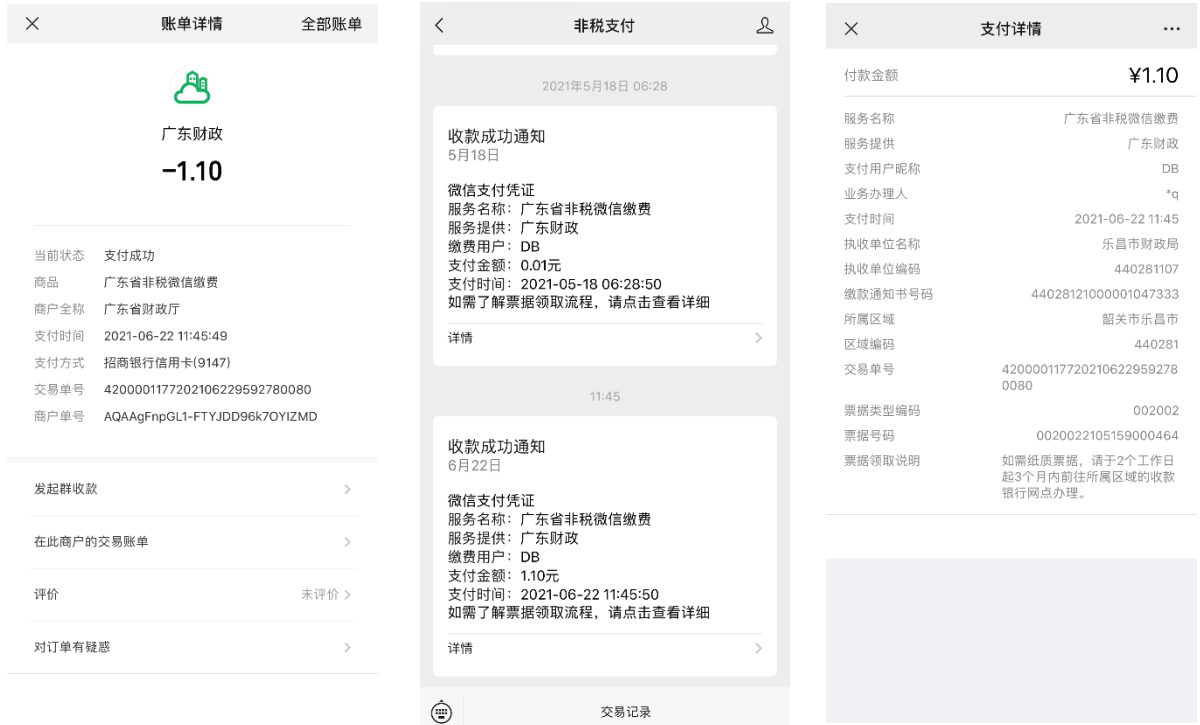 账单详情 全部账单
广东财政
-1.10
当前状态 支付成功
商品 广东省非税微信缴费
商户全称 广东省财政厅
支付时间 2021-06-22 11:45:49
支付方式 招商银行信用卡(9147)
交易单号 4200001177202106229592780080
商户单号 AQAAgFnpGL1-FTYJDD96k7OYIZMD
发起群收款
在此商户的交易账单
评价 未评价
对订单有疑惑
非税支付
2021年5月18日 06:28
收款成功通知
5月18日
微信支付凭证
服务名称：广东省非税微信缴费
服务提供：广东财政
缴费用户：DB
支付金额：0.01元
支付时间：2021-05-18 06:28:50
如需了解票据领取流程，请点击查看详细
详情
11:45
收款成功通知
6月22日
微信支付凭证
服务名称：广东省非税微信缴费
服务提供：广东财政
缴费用户：DB
支付金额：1.10元
支付时间：2021-06-22 11:45:50
如需了解票据领取流程，请点击查看详细
详情
交易记录
支付详情
付款金额 ¥1.10
服务名称 广东省非税微信缴费
服务提供 广东财政
支付用户昵称 DB
业务办理人 *q
支付时间 2021-06-22 11:45
执收单位名称 乐昌市财政局
执收单位编码 440281107
缴款通知书号码 44028121000001047333
所属区域 韶关市乐昌市
区域编码 440281
交易单号 420000117720210622959278
0080
票据类型编码 002002
票据号码 0020022105159000464
票据领取说明 如需纸质票据，请于2个工作日
起3个月内前往所属区域的收款
银行网点办理。